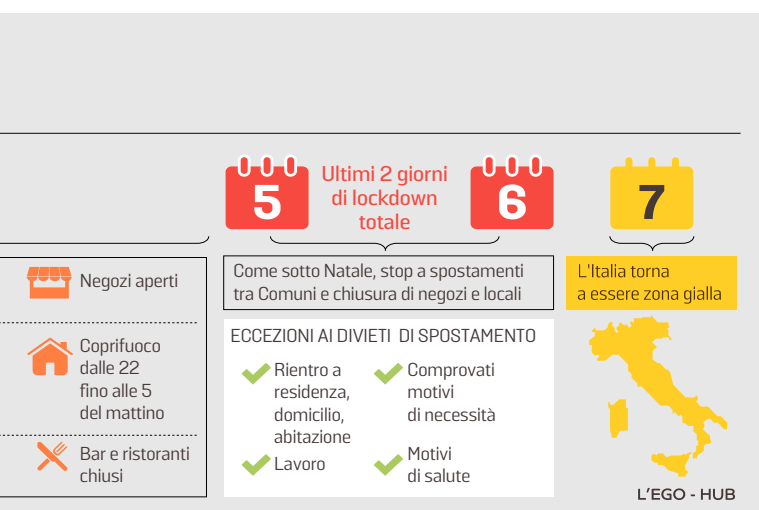 5
Ultimi 2 giorni
di lockdown
totale
6
7
Negozi aperti
Coprifuoco
dalle 22
fino alle 5
del mattino
Bar e ristoranti
chiusi
Come sotto Natale, stop a spostamenti
tra Comuni e chiusura di negozi e locali
ECCEZIONI AI DIVIETI DI SPOSTAMENTO
Rientro a
residenza,
domicilio,
abitazione
Lavoro
Comprovati
motivi
di necessità
Motivi
di salute
L'Italia torna
a essere zona gialla
L'EGO - HUB